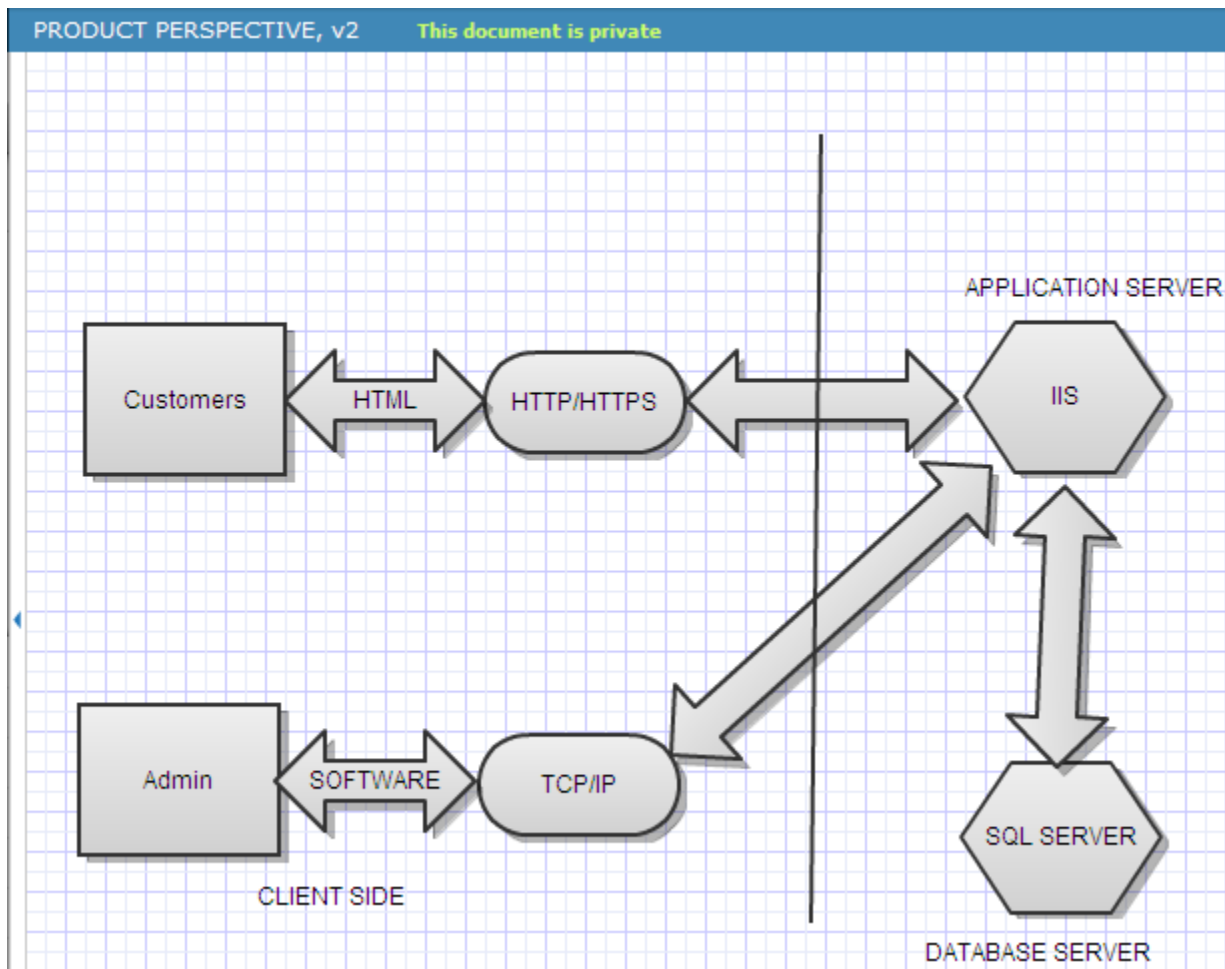 PRODUCT PERSPECTIVE, v2 This document is private
APPLICATION SERVER
Customers
HTML
HTTP/HTTPS
IIS
Admin
SOFTWARE
TCP/IP
SQL SERVER
CLIENT SIDE
DATABASE SERVER